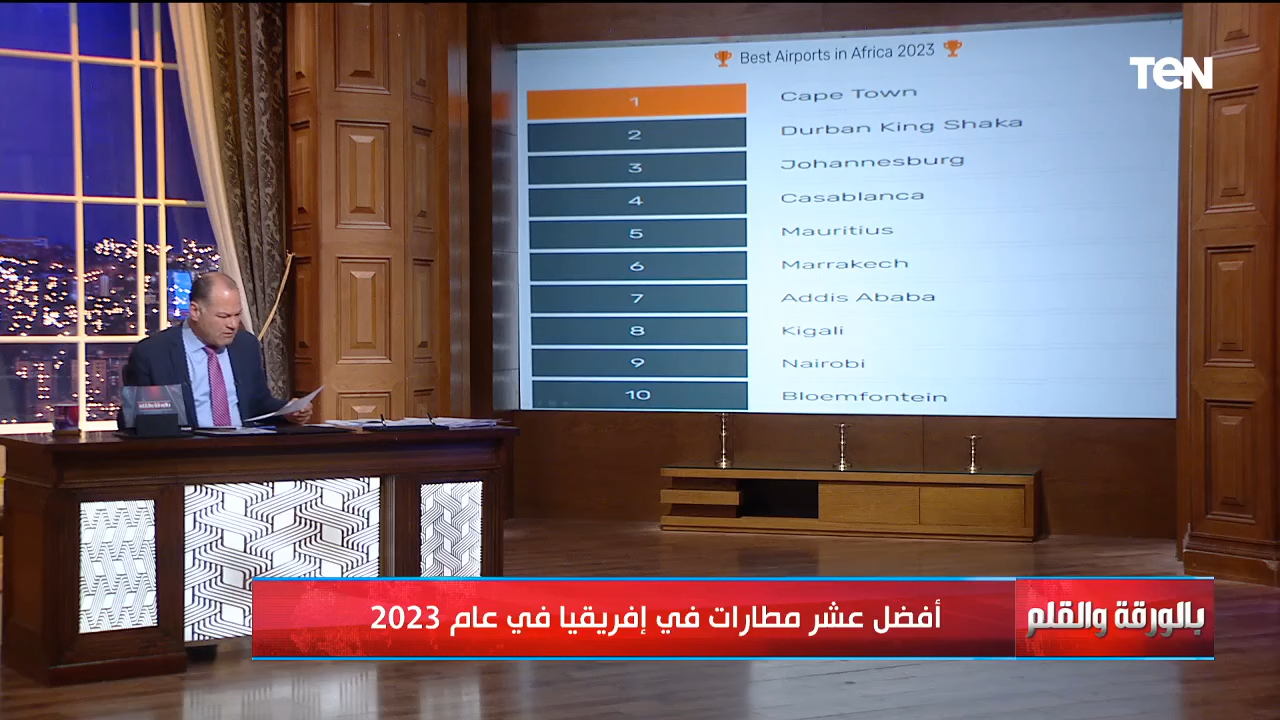 TEN
Best Airports in Africa 2023
1 Cape Town
2 Durban King Shaka
3 Johannesburg
4 Casablanca
5 Mauritius
6 Marrakech
7 Addis Ababa
8 Kigali
9 Nairobi
10 Bloemfontein
بالورقة والقلم
أفضل عشر مطارات في إفريقيا في عام 2023